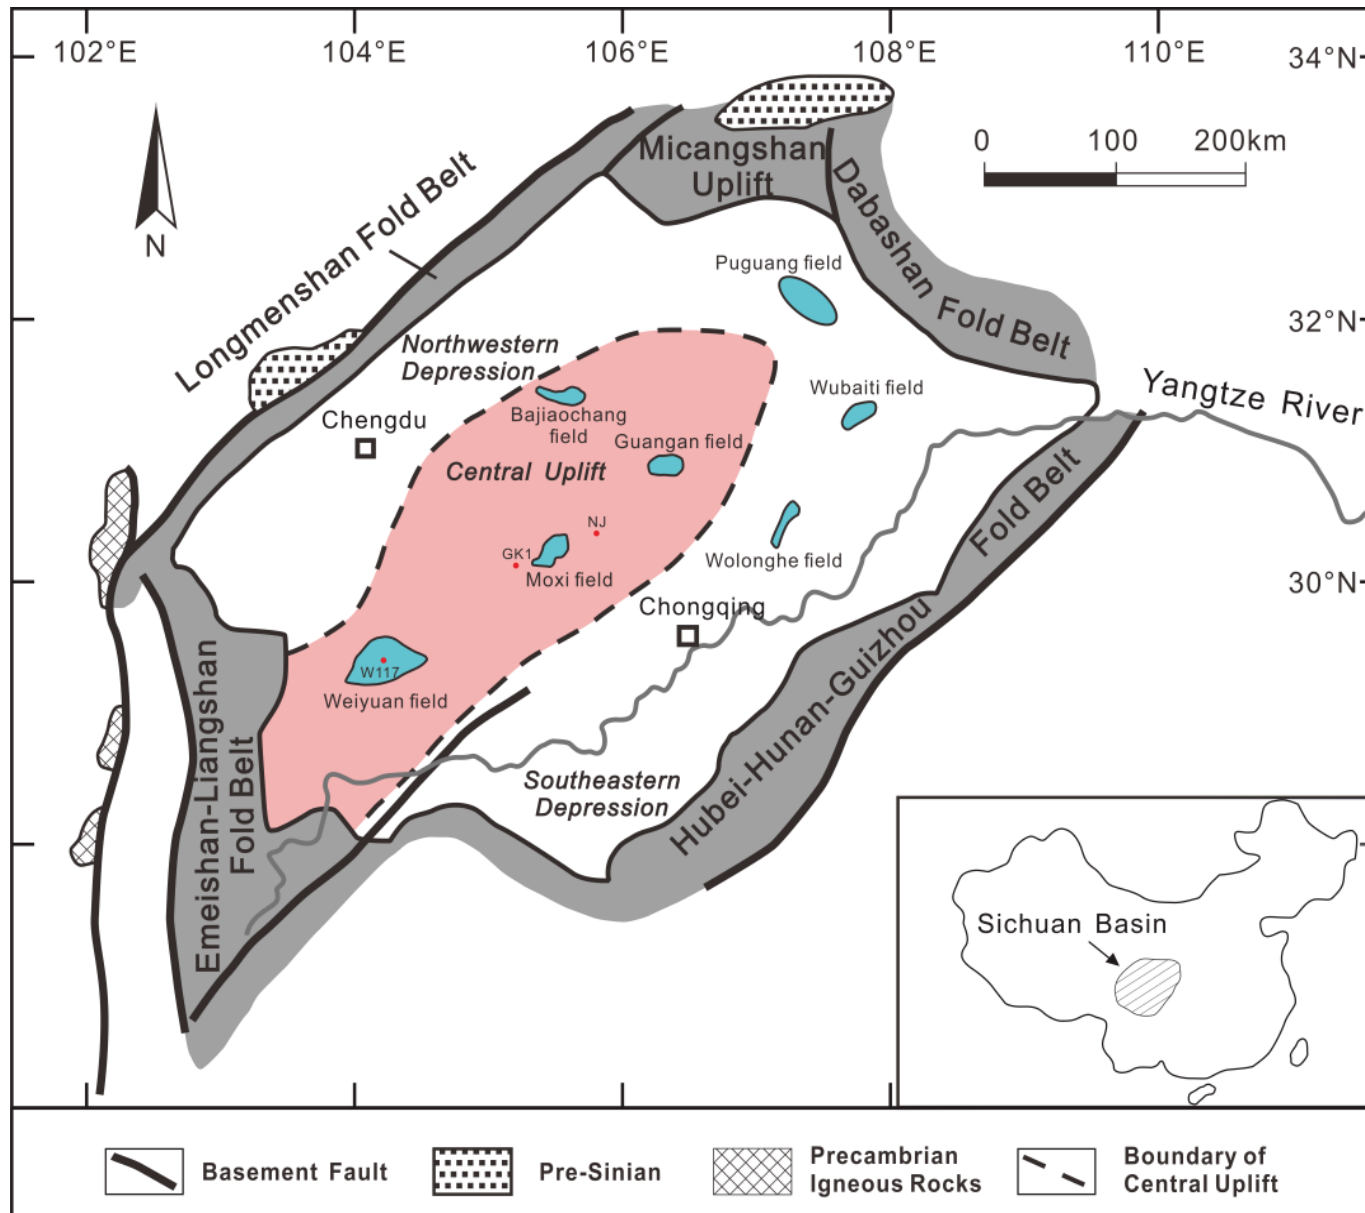 102°E
104°E
106°E
108°E
110°E
34°N
0
100
200km
N
Longmenshan Fold Belt
Micangshan
Uplift
Dabashan Fold Belt
Puguang field
32°N
Northwestern
Depression
Wubaiti field
Yangtze River
Chengdu
Bajiaochang
field
Guangan field
Central Uplift
NJ
GK1
Moxi field
Wolonghe field
Fold Belt
30°N
Chongqing
W117
Weiyuan field
Hubei-Hunan-Guizhou
Emeishan-Liangshan
Fold Belt
Southeastern
Depression
Sichuan Basin
Basement Fault
Pre-Sinian
Precambrian
Igneous Rocks
Boundary of
Central Uplift